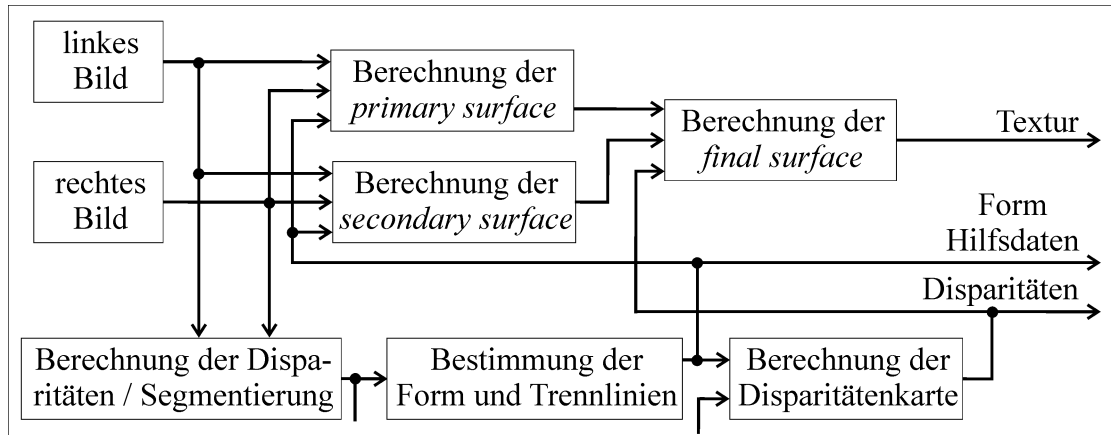 linkes
Bild
Berechnung der
primary surface
Berechnung der
final surface
Textur
rechtes
Bild
Berechnung der
secondary surface
Form
Hilfsdaten
Disparitäten
Berechnung der Dispa-
ritäten / Segmentierung
Bestimmung der
Form und Trennlinien
Berechnung der
Disparitätenkarte